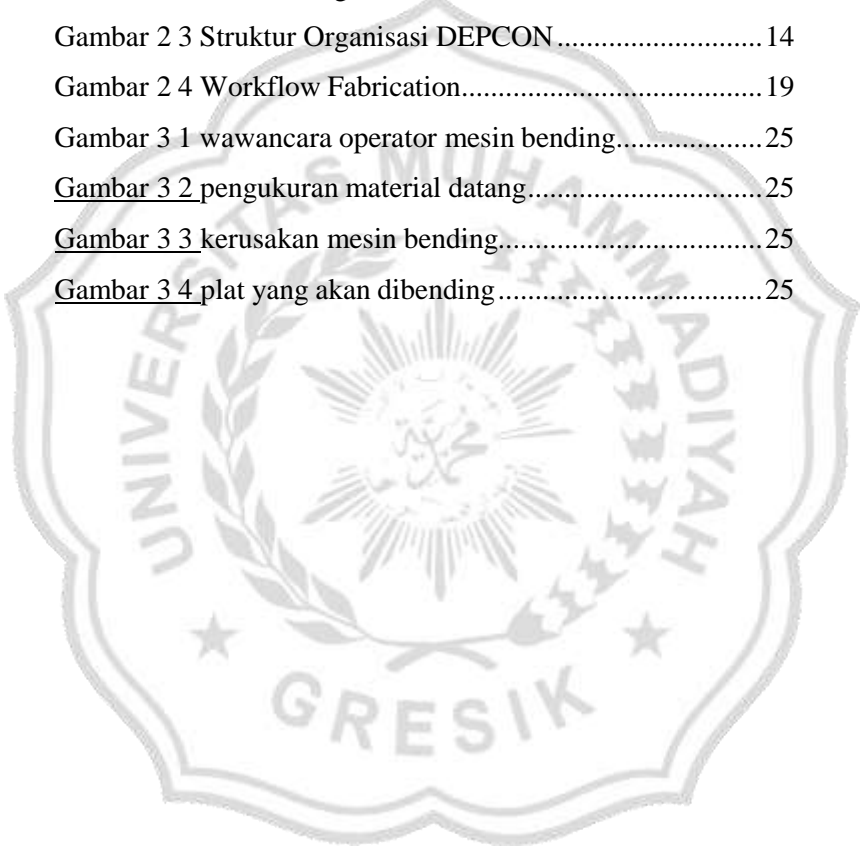 Gambar 2 3 Struktur Organisasi DEPCON............................14
Gambar 2 4 Workflow Fabrication.........................................19
Gambar 3 1 wawancara operator mesin bending....................25
Gambar 3 2 pengukuran material datang................................25
Gambar 3 3 kerusakan mesin bending....................................25
Gambar 3 4 plat yang akan dibending....................................25
UNIVERSITAS MUHAMMADIYAH
GRESIK